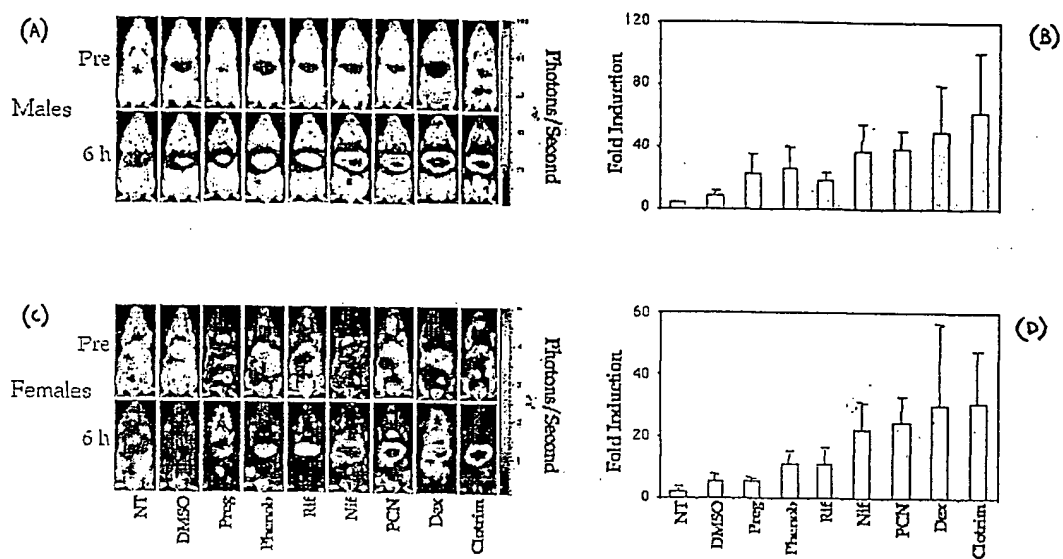 (A)
Pre
Males
6 h
Photons/Second
(B)
120
80
40
0
Fold Induction
(C)
Pre
Females
6 h
Photons/Second
NT
DMSO
Preg
Phenob
Rif
Nif
PCN
Dex
Clotrim
(D)
60
40
20
0
Fold Induction
NT
DMSO
Preg
Phenob
Rif
Nif
PCN
Dex
Clotrim